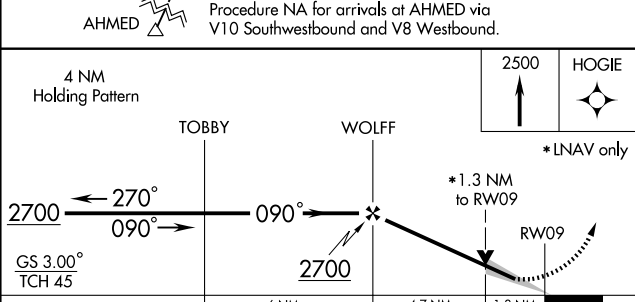 Procedure NA for arrivals at AHMED via
V10 Southwestbound and V8 Westbound.
AHMED
2500
HOGIE
4 NM
Holding Pattern
TOBBY
WOLFF
*LNAV only
*1.3 NM
to RW09
2700
270°
090°
090°
RW09
GS 3.00°
TCH 45
2700